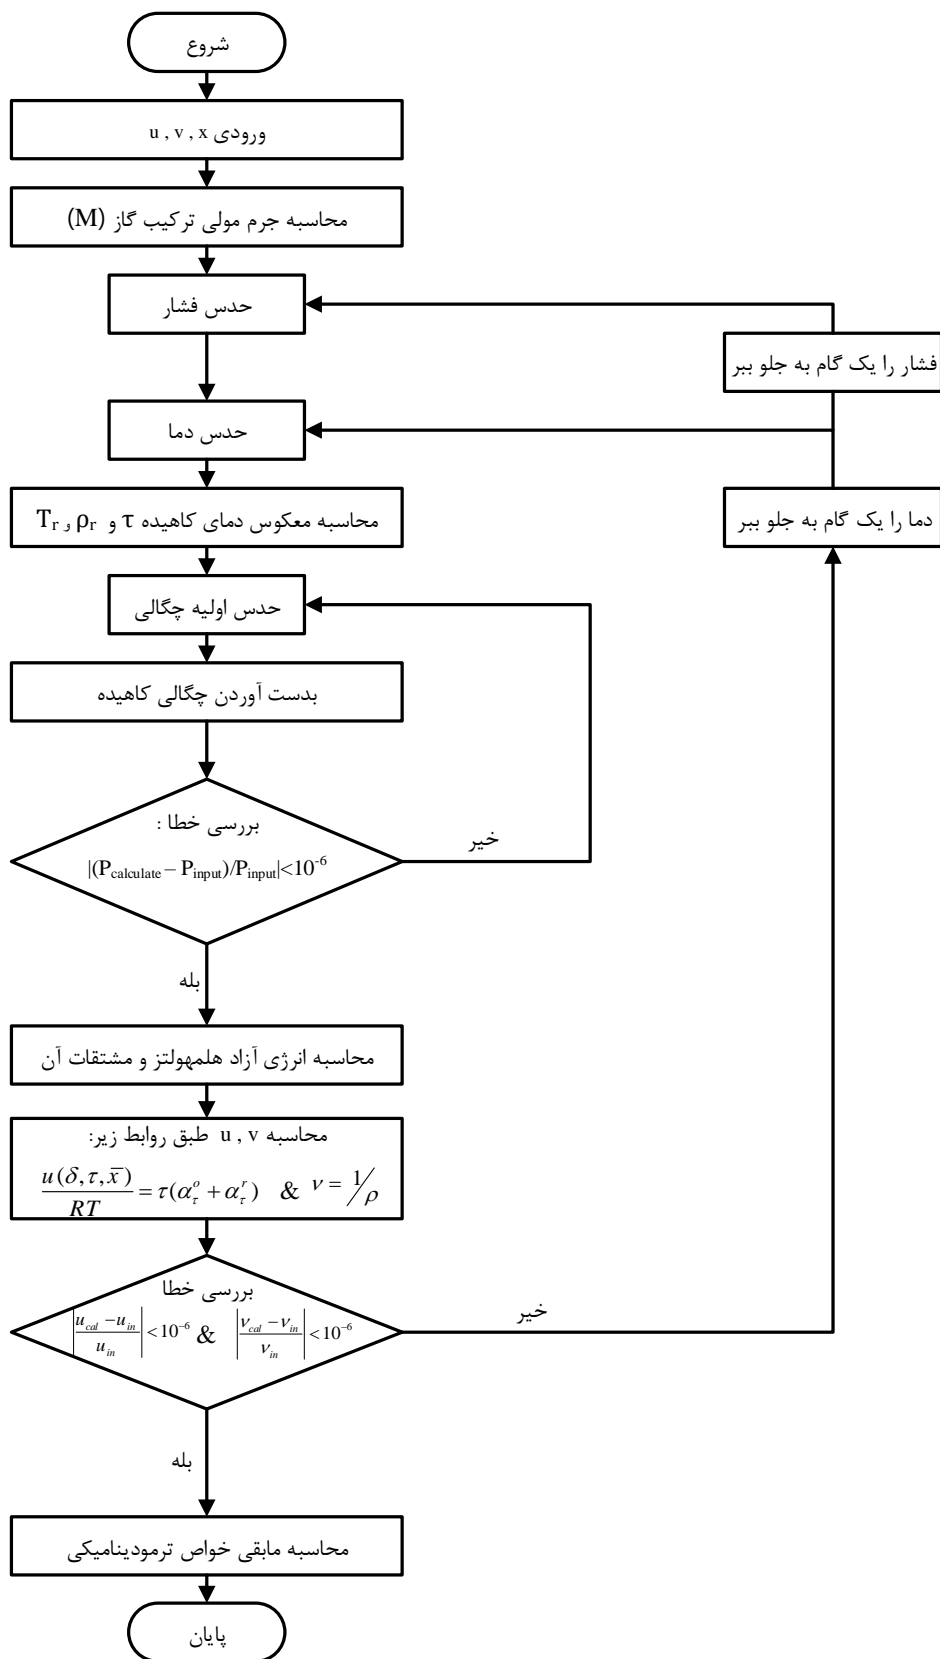 شروع
ورودی u , v , x
محاسبه جرم مولی ترکیب گاز (M)
حدس فشار
فشار را یک گام به جلو ببر
حدس دما
محاسبه معکوس دمای کاهیده τ و ρr و Tr
دما را یک گام به جلو ببر
حدس اولیه چگالی
بدست آوردن چگالی کاهیده
بررسی خطا :
|(Pcalculate – Pinput)/Pinput|<10-6
خیر
بله
محاسبه انرژی آزاد هلمهولتز و مشتقات آن
محاسبه u , v طبق روابط زیر:
u(δ,τ,x̄)/RT = τ(α°τ + αʳτ) & ν = 1/ρ
بررسی خطا
|ucal − uin / uin| < 10−6 & |νcal − νin / νin| < 10−6
خیر
بله
محاسبه مابقی خواص ترمودینامیکی
پایان